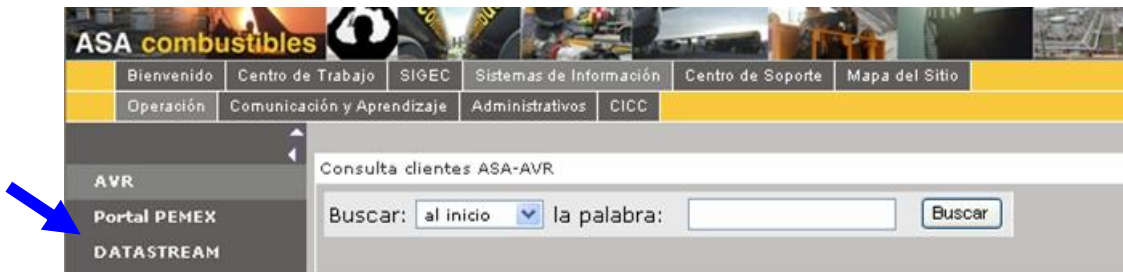 ASA combustibles
Bienvenido Centro de Trabajo SIGEC Sistemas de Información Centro de Soporte Mapa del Sitio
Operación Comunicación y Aprendizaje Administrativos CICC
Consulta clientes ASA-AVR
AVR
Buscar: al inicio la palabra: Buscar
Portal PEMEX
DATASTREAM